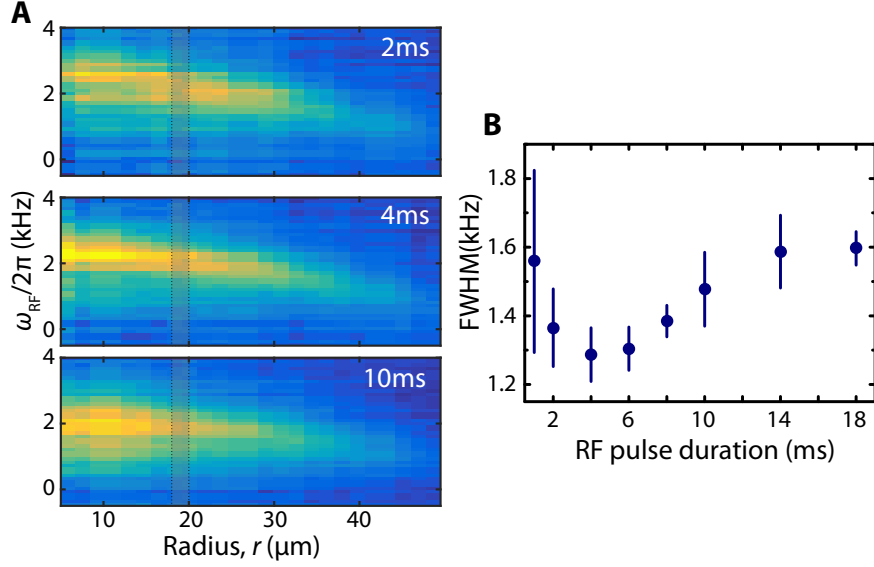 A
2ms
4ms
10ms
4
2
0
4
2
0
4
2
0
ω_RF/2π (kHz)
10
20
30
40
Radius, r (μm)
B
FWHM(kHz)
1.8
1.6
1.4
1.2
2
6
10
14
18
RF pulse duration (ms)